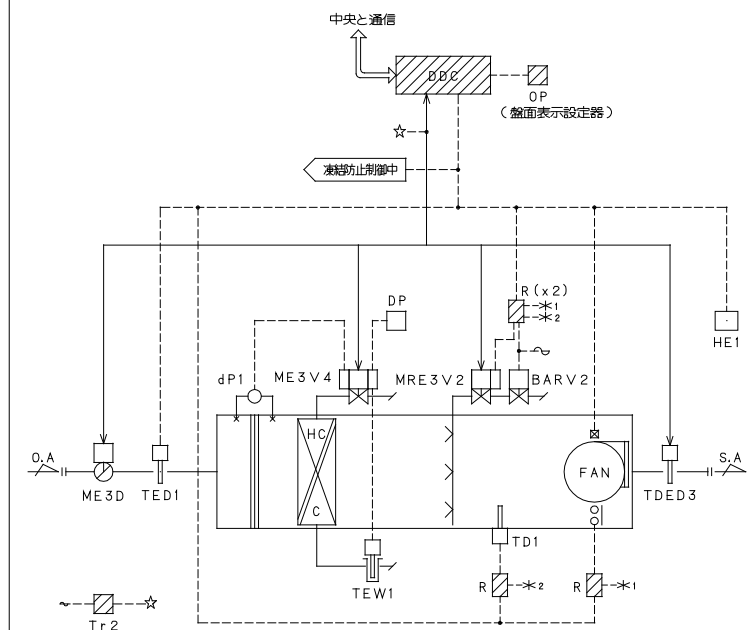 中央と通信
DDC
OP
(盤面表示設定器)
☆
凍結防止制御中
R(x2)
1
2
DP
HE1
dP1
ME3V4
MRE3V2
BARV2
O.A
HC
FAN
S.A
ME3D
TED1
C
TDED3
TD1
TEW1
R
2
R
1
~
☆
Tr2